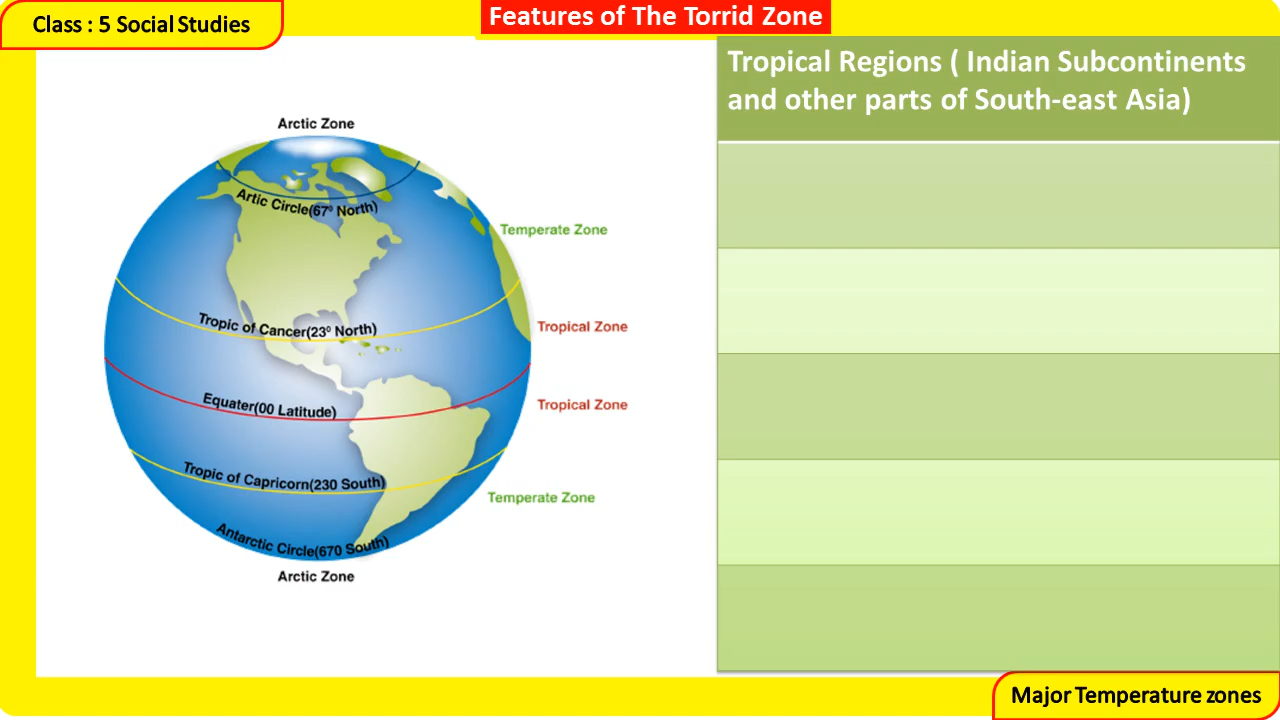 Class : 5 Social Studies
Features of The Torrid Zone
Tropical Regions ( Indian Subcontinents
and other parts of South-east Asia)
Arctic Zone
Artic Circle(67⁰ North)
Temperate Zone
Tropic of Cancer(23⁰ North)
Tropical Zone
Equater(00 Latitude)
Tropical Zone
Tropic of Capricorn(230 South)
Temperate Zone
Antarctic Circle(670 South)
Arctic Zone
Major Temperature zones